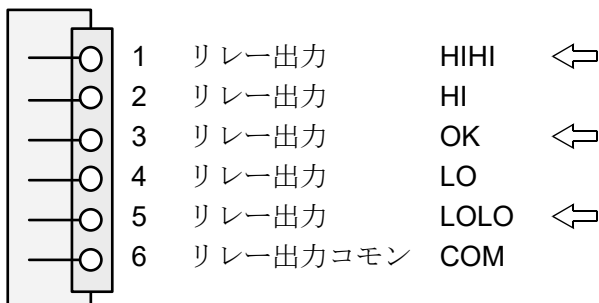 1 リレー出力 HIHI
2 リレー出力 HI
3 リレー出力 OK
4 リレー出力 LO
5 リレー出力 LOLO
6 リレー出力コモン COM